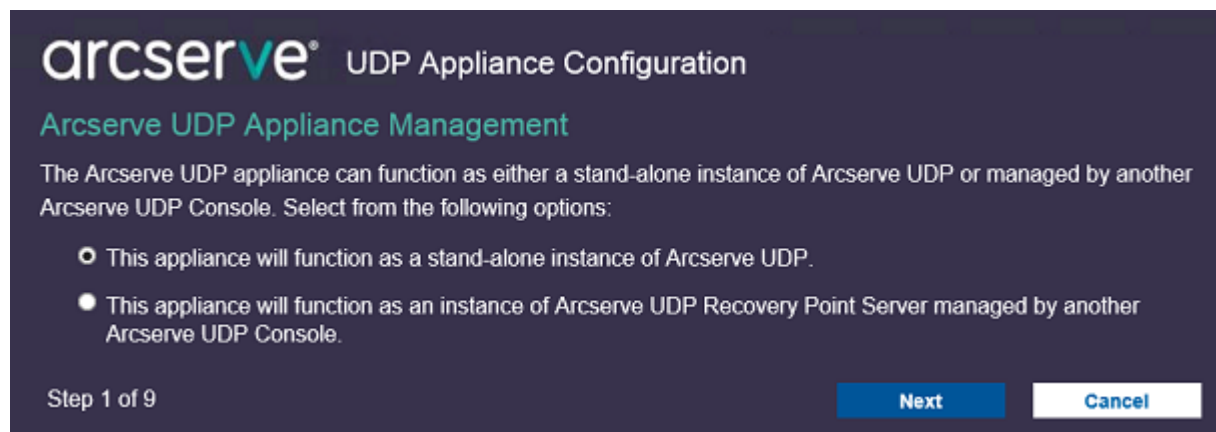 arcserve® UDP Appliance Configuration
Arcserve UDP Appliance Management
The Arcserve UDP appliance can function as either a stand-alone instance of Arcserve UDP or managed by another
Arcserve UDP Console. Select from the following options:
This appliance will function as a stand-alone instance of Arcserve UDP.
This appliance will function as an instance of Arcserve UDP Recovery Point Server managed by another
Arcserve UDP Console.
Step 1 of 9
Next
Cancel